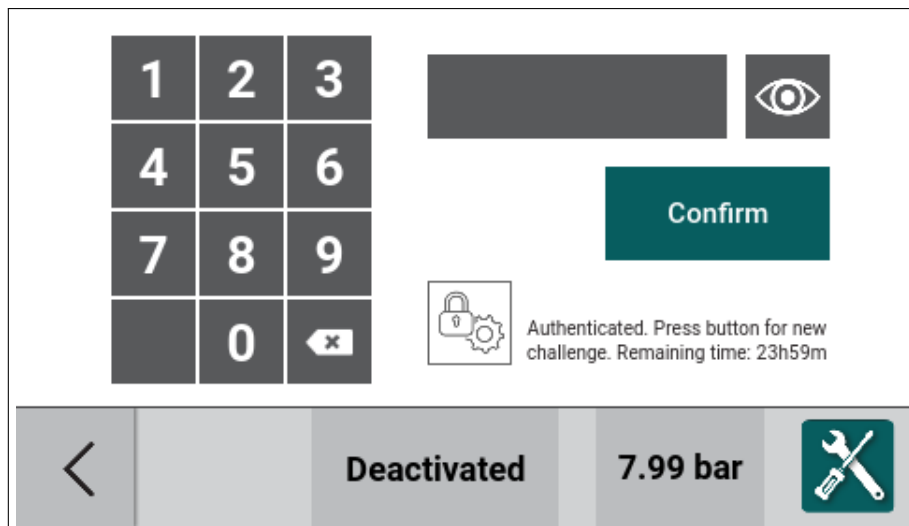 1 2 3
4 5 6
Confirm
7 8 9
0
Authenticated. Press button for new
challenge. Remaining time: 23h59m
Deactivated
7.99 bar